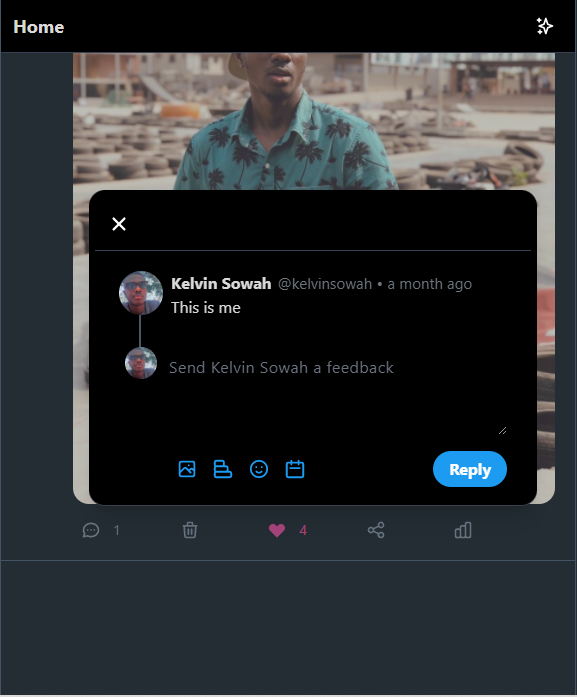 Home
Kelvin Sowah @kelvinsowah • a month ago
This is me
Send Kelvin Sowah a feedback
Reply
1
4